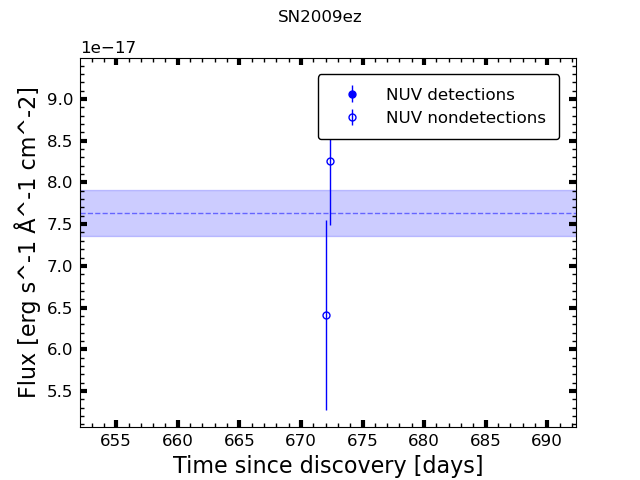 SN2009ez
1e−17
NUV detections
NUV nondetections
9.0
8.5
8.0
7.5
7.0
6.5
6.0
5.5
Flux [erg s^-1 Å^-1 cm^-2]
655 660 665 670 675 680 685 690
Time since discovery [days]